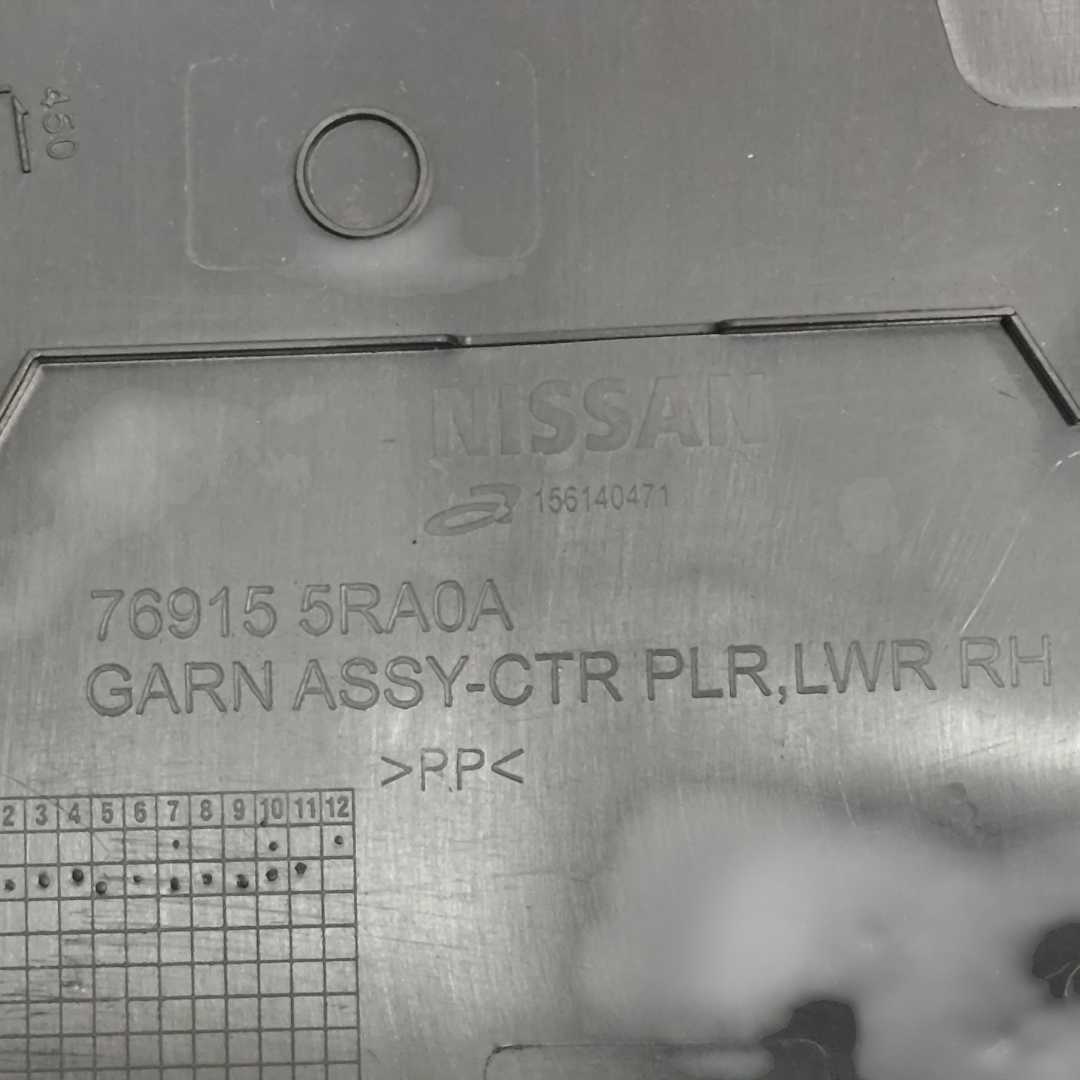 450
NISSAN
156140471
76915 5RA0A
GARN ASSY-CTR PLR,LWR RH
>PP<
2 3 4 5 6 7 8 9 10 11 12